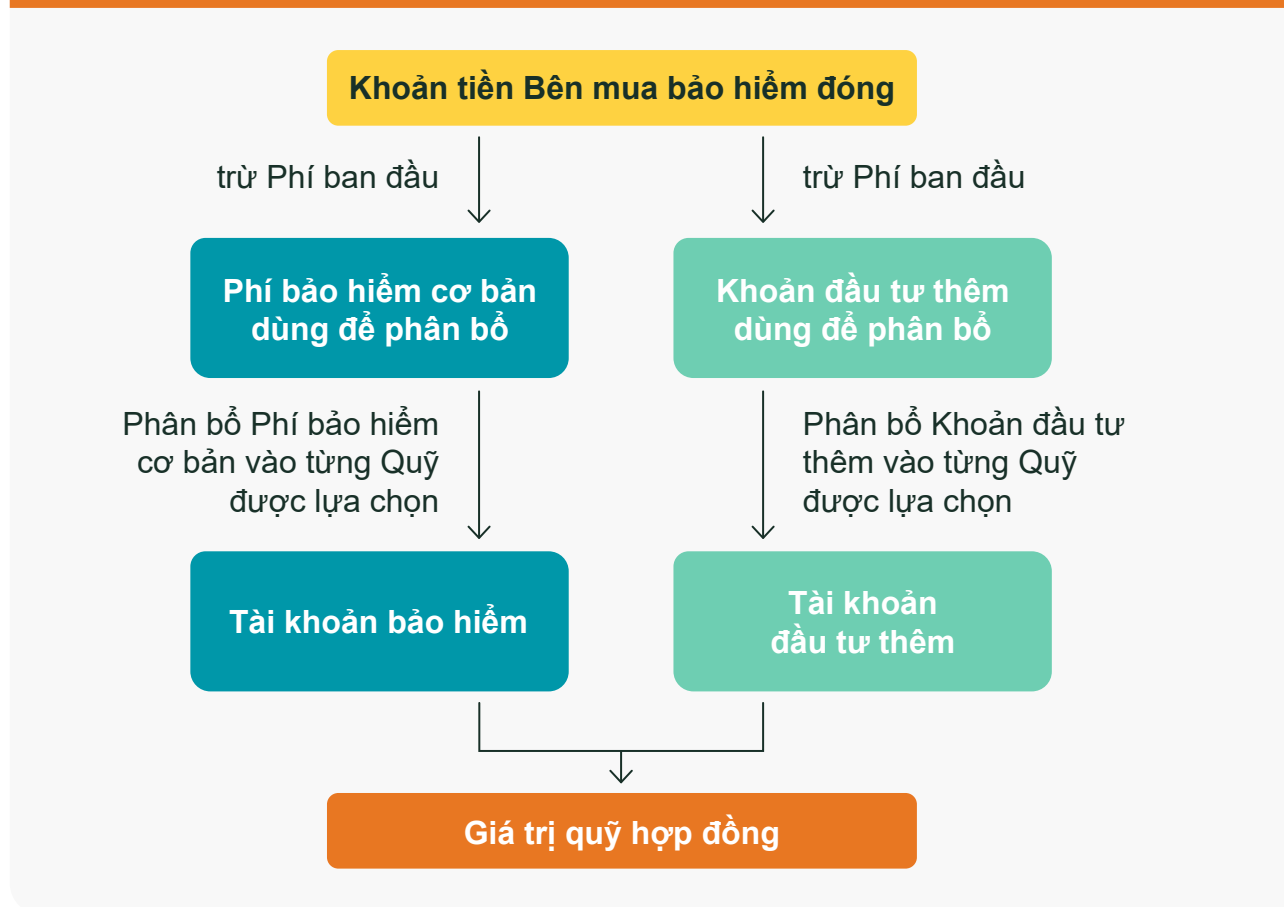 Khoản tiền Bên mua bảo hiểm đóng
trừ Phí ban đầu
trừ Phí ban đầu
Phí bảo hiểm cơ bản
dùng để phân bổ
Khoản đầu tư thêm
dùng để phân bổ
Phân bổ Phí bảo hiểm
cơ bản vào từng Quỹ
được lựa chọn
Phân bổ Khoản đầu tư
thêm vào từng Quỹ
được lựa chọn
Tài khoản bảo hiểm
Tài khoản
đầu tư thêm
Giá trị quỹ hợp đồng